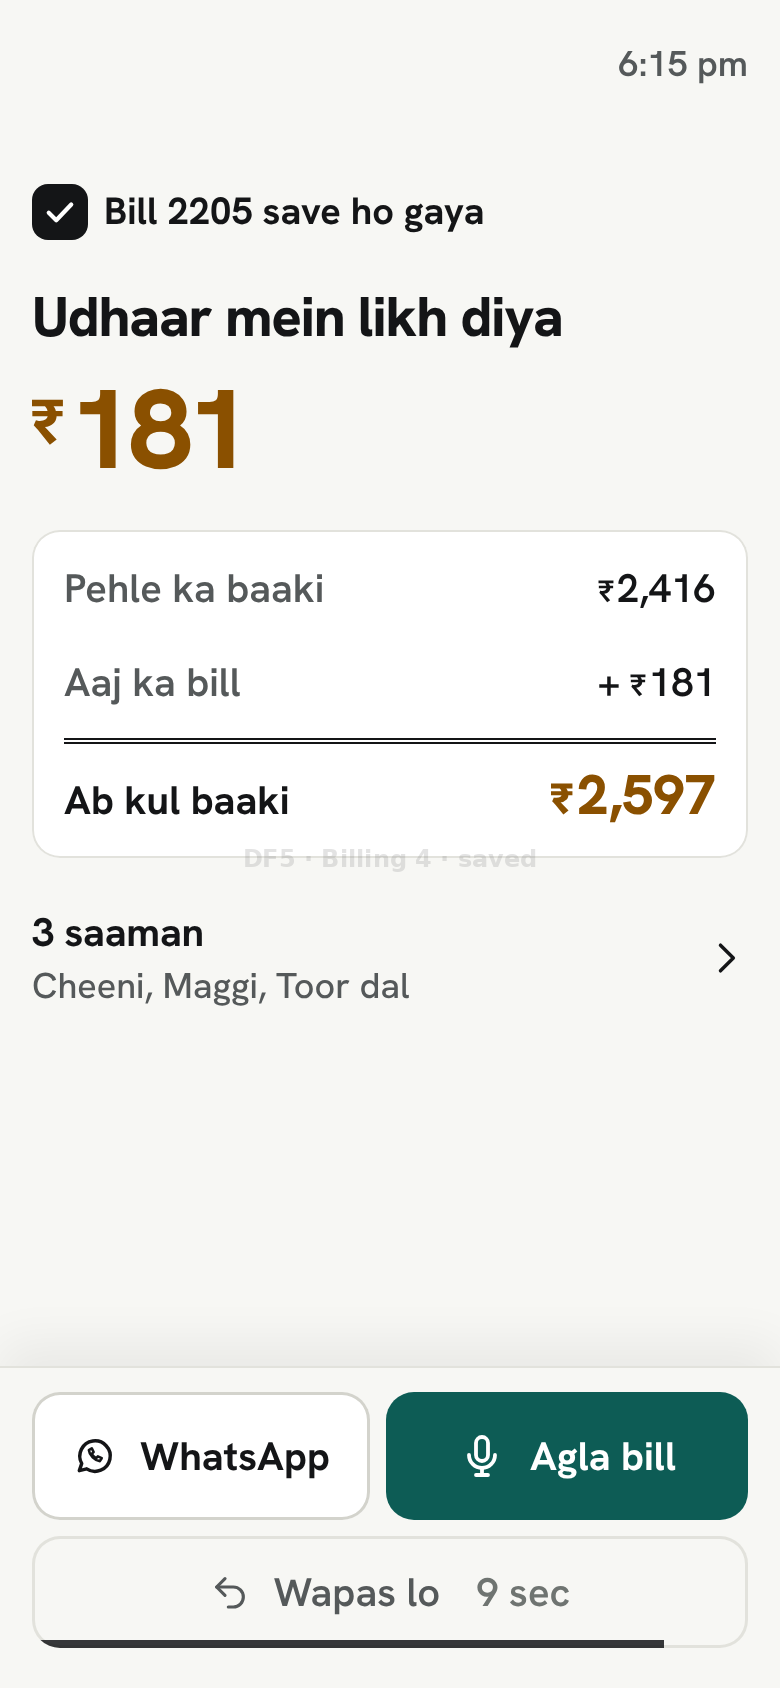 6:15 pm
Bill 2205 save ho gaya
Udhaar mein likh diya
₹181
Pehle ka baaki ₹2,416
Aaj ka bill + ₹181
Ab kul baaki ₹2,597
DF5 · Billing 4 · saved
3 saaman
Cheeni, Maggi, Toor dal
WhatsApp Agla bill
Wapas lo 9 sec